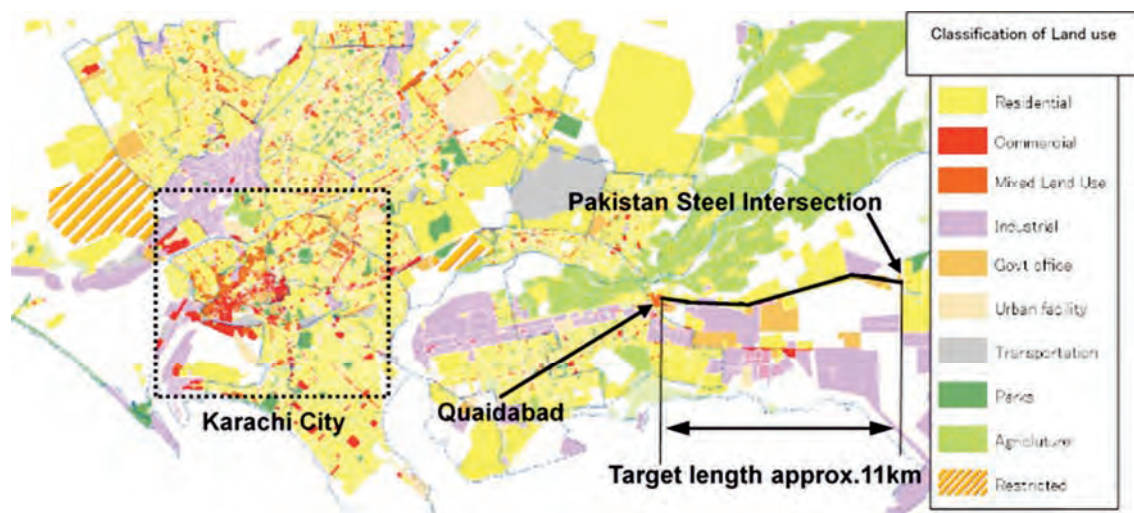 Classification of Land use
Residential
Commercial
Mixed Land Use
Industrial
Govt office
Urban facility
Transportation
Parks
Agricluturer
Restricted
Pakistan Steel Intersection
Quaidabad
Karachi City
Target length approx.11km